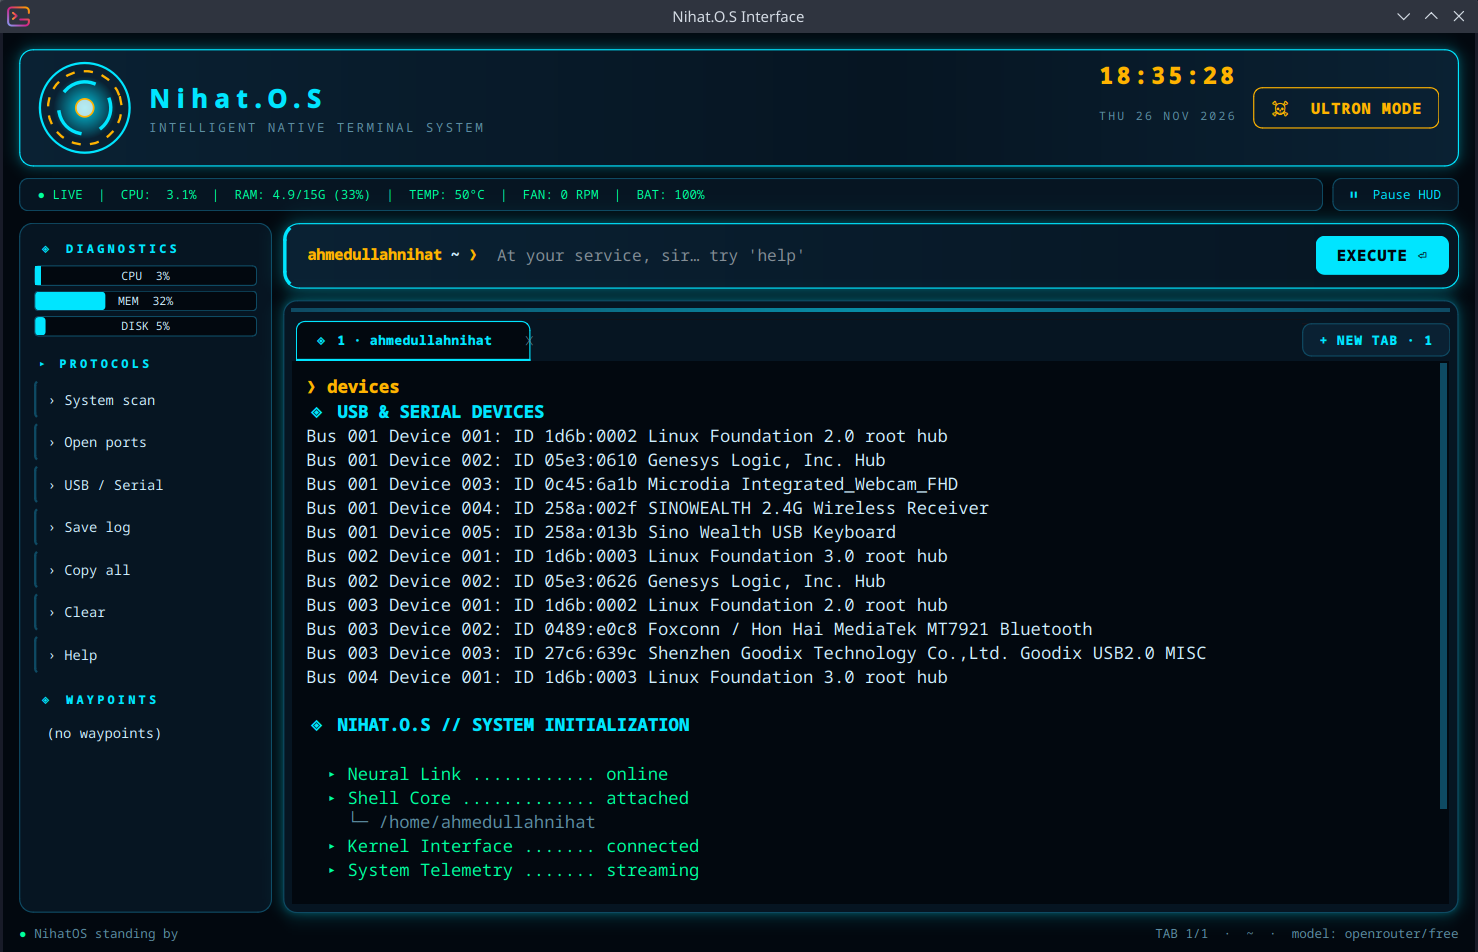 Nihat.O.S Interface
Nihat.O.S
INTELLIGENT NATIVE TERMINAL SYSTEM
18:35:28
THU 26 NOV 2026
ULTRON MODE
● LIVE | CPU: 3.1% | RAM: 4.9/15G (33%) | TEMP: 50°C | FAN: 0 RPM | BAT: 100%
Pause HUD
◈ DIAGNOSTICS
CPU 3%
MEM 32%
DISK 5%
▸ PROTOCOLS
› System scan
› Open ports
› USB / Serial
› Save log
› Copy all
› Clear
› Help
◈ WAYPOINTS
(no waypoints)
ahmedullahnihat ~ ❯ At your service, sir… try 'help'
EXECUTE ⏎
◈ 1 · ahmedullahnihat
+ NEW TAB · 1
❯ devices
◈ USB & SERIAL DEVICES
Bus 001 Device 001: ID 1d6b:0002 Linux Foundation 2.0 root hub
Bus 001 Device 002: ID 05e3:0610 Genesys Logic, Inc. Hub
Bus 001 Device 003: ID 0c45:6a1b Microdia Integrated_Webcam_FHD
Bus 001 Device 004: ID 258a:002f SINOWEALTH 2.4G Wireless Receiver
Bus 001 Device 005: ID 258a:013b Sino Wealth USB Keyboard
Bus 002 Device 001: ID 1d6b:0003 Linux Foundation 3.0 root hub
Bus 002 Device 002: ID 05e3:0626 Genesys Logic, Inc. Hub
Bus 003 Device 001: ID 1d6b:0002 Linux Foundation 2.0 root hub
Bus 003 Device 002: ID 0489:e0c8 Foxconn / Hon Hai MediaTek MT7921 Bluetooth
Bus 003 Device 003: ID 27c6:639c Shenzhen Goodix Technology Co.,Ltd. Goodix USB2.0 MISC
Bus 004 Device 001: ID 1d6b:0003 Linux Foundation 3.0 root hub
◈ NIHAT.O.S // SYSTEM INITIALIZATION
▸ Neural Link ............ online
▸ Shell Core ............. attached
└─ /home/ahmedullahnihat
▸ Kernel Interface ....... connected
▸ System Telemetry ....... streaming
● NihatOS standing by
TAB 1/1 · ~ · model: openrouter/free